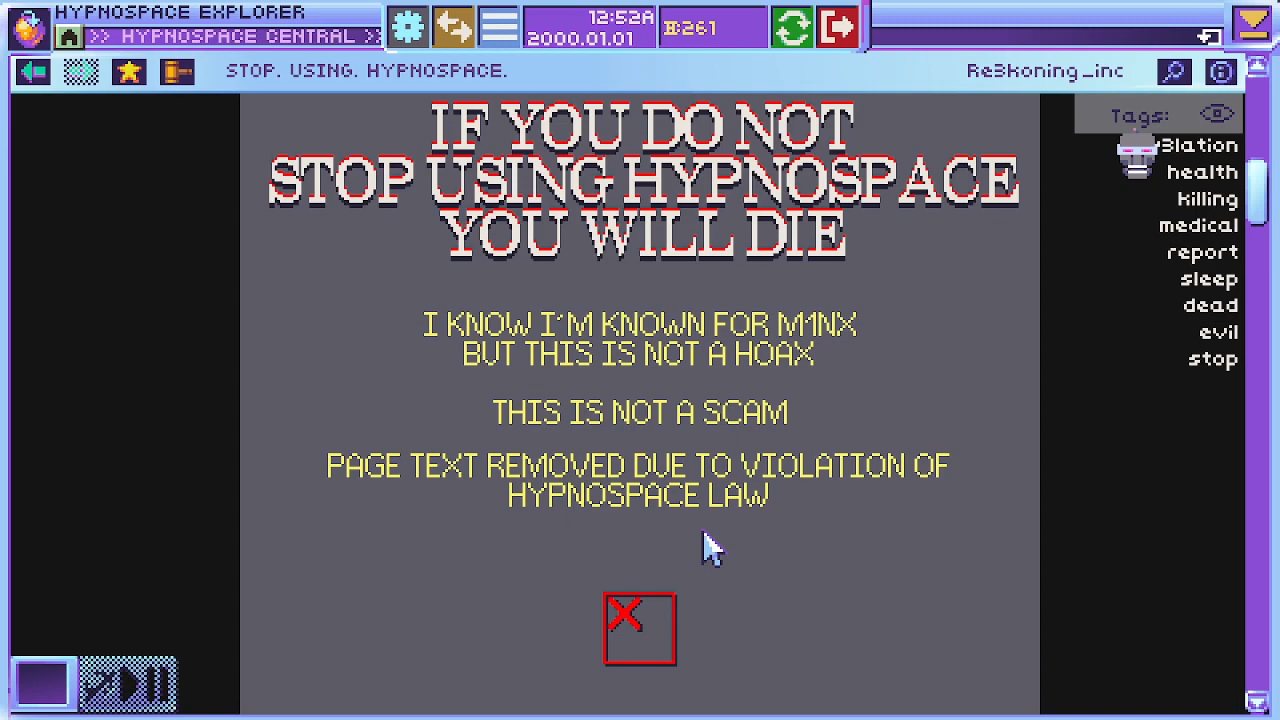 HYPNOSPACE EXPLORER
>> HYPNOSPACE CENTRAL >>
12:52A
2000.01.01
261
STOP. USING. HYPNOSPACE.
Re3koning_inc
Tags:
IF YOU DO NOT
STOP USING HYPNOSPACE
YOU WILL DIE
I KNOW I'M KNOWN FOR M1NX
BUT THIS IS NOT A HOAX
THIS IS NOT A SCAM
PAGE TEXT REMOVED DUE TO VIOLATION OF
HYPNOSPACE LAW
3lation
health
killing
medical
report
sleep
dead
evil
stop